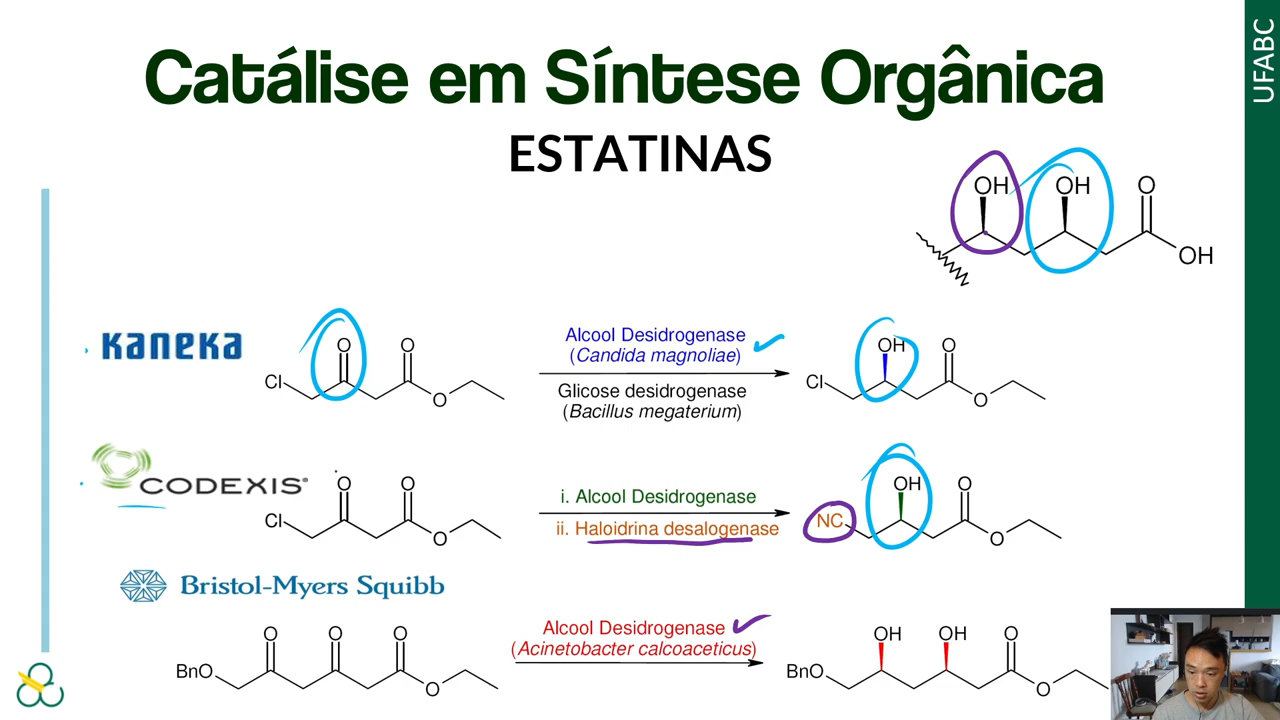 Catálise em Síntese Orgânica
ESTATINAS
UFABC
OH OH O
OH
KANEKA
O O
Cl
O
Alcool Desidrogenase
(Candida magnoliae)
Glicose desidrogenase
(Bacillus megaterium)
OH O
Cl
O
CODEXIS®
O O
Cl
O
i. Alcool Desidrogenase
ii. Haloidrina desalogenase
OH O
NC
O
Bristol-Myers Squibb
O O O
BnO
O
Alcool Desidrogenase
(Acinetobacter calcoaceticus)
OH OH O
BnO
O